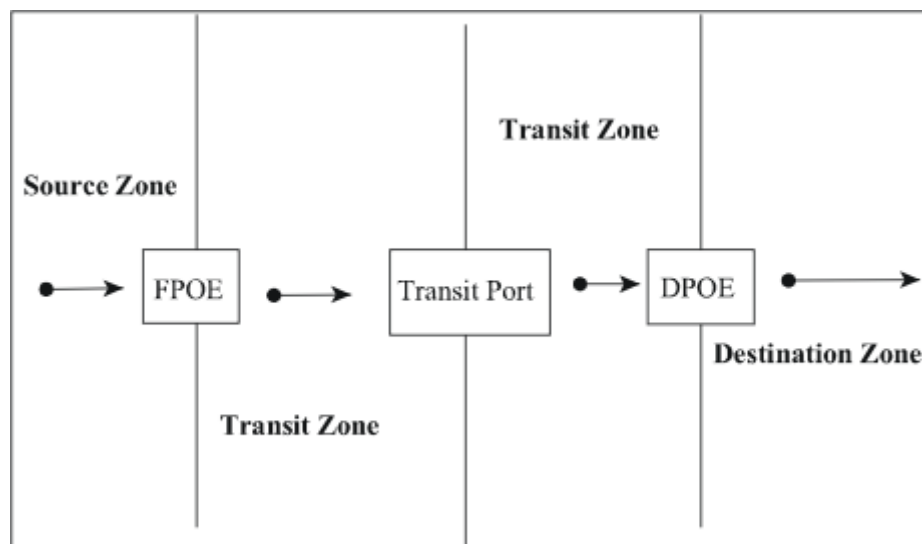 Transit Zone
Source Zone
FPOE
Transit Port
DPOE
Destination Zone
Transit Zone